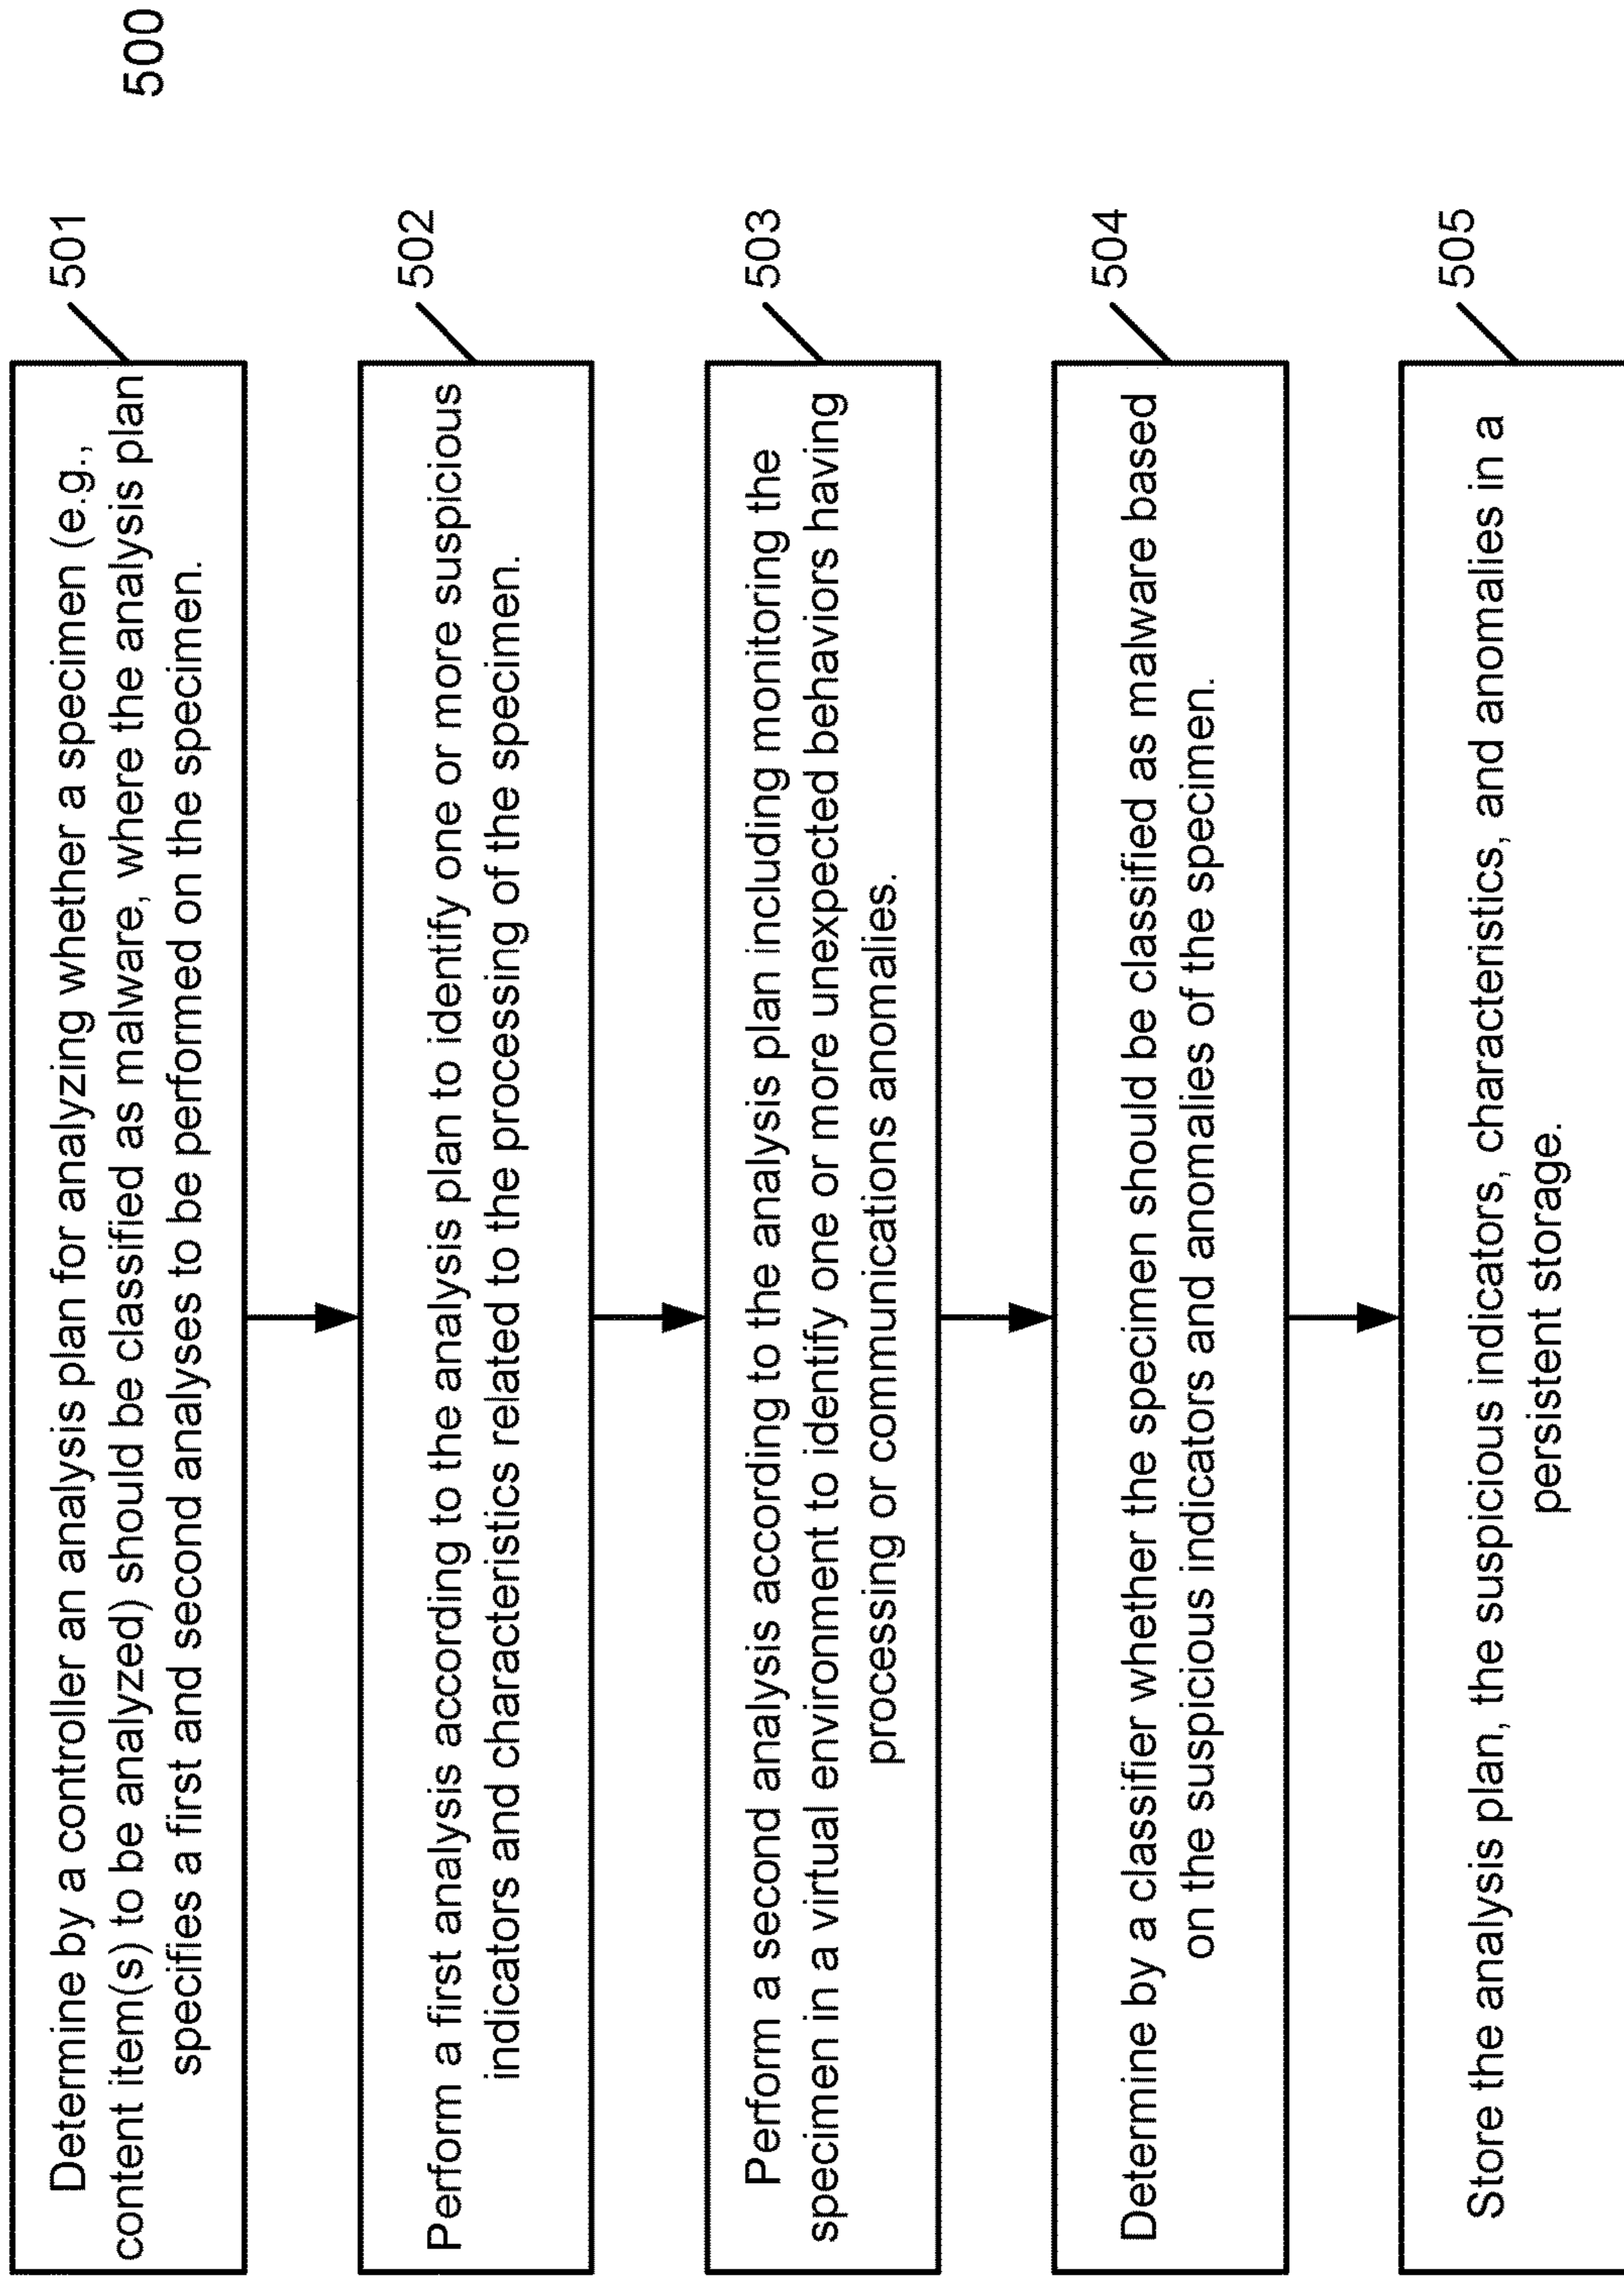 500
501
Determine by a controller an analysis plan for analyzing whether a specimen (e.g.,
content item(s) to be analyzed) should be classified as malware, where the analysis plan
specifies a first and second analyses to be performed on the specimen.
502
Perform a first analysis according to the analysis plan to identify one or more suspicious
indicators and characteristics related to the processing of the specimen.
503
Perform a second analysis according to the analysis plan including monitoring the
specimen in a virtual environment to identify one or more unexpected behaviors having
processing or communications anomalies.
504
Determine by a classifier whether the specimen should be classified as malware based
on the suspicious indicators and anomalies of the specimen.
505
Store the analysis plan, the suspicious indicators, characteristics, and anomalies in a
persistent storage.